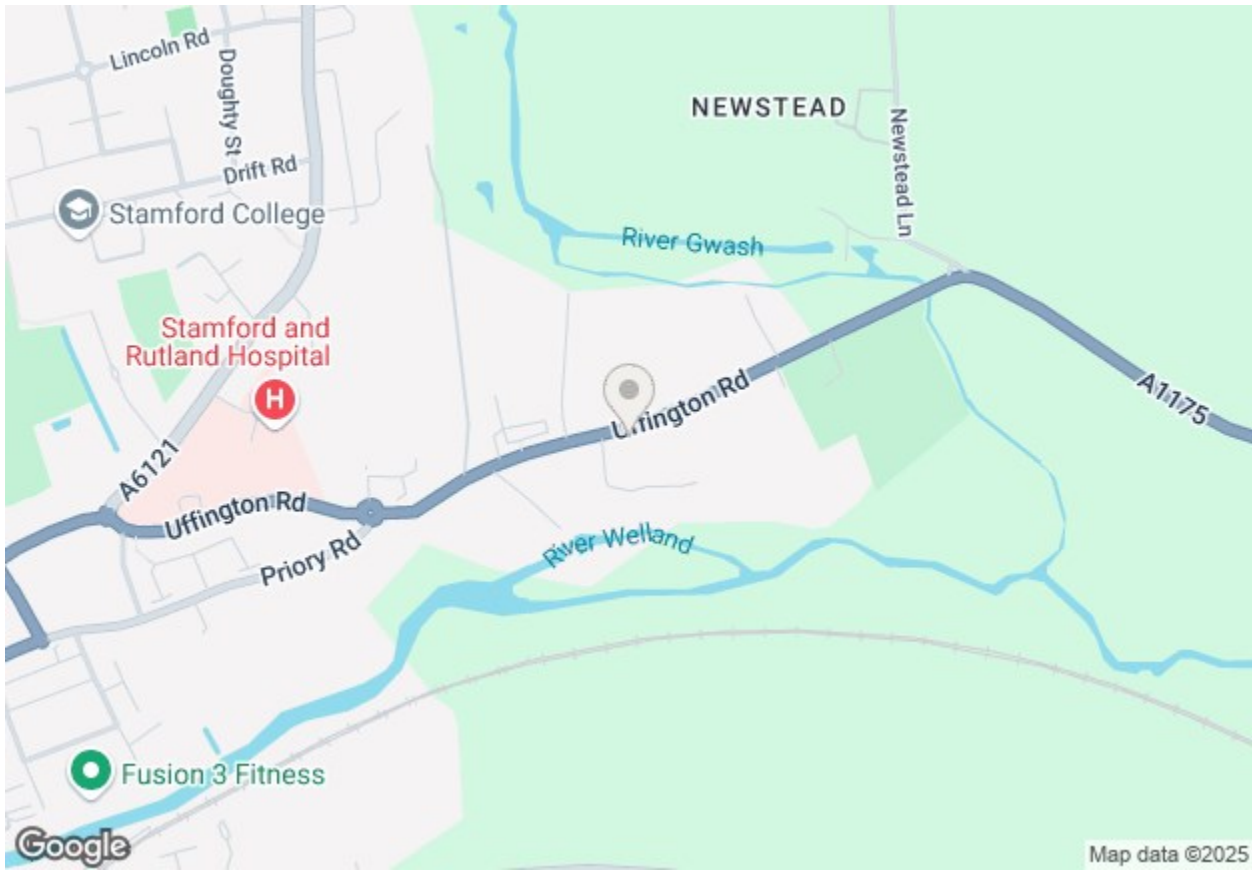 Lincoln Rd
Doughty St
Drift Rd
Stamford College
NEWSTEAD
Newstead Ln
River Gwash
Stamford and
Rutland Hospital
H
Uffington Rd
A1175
A6121
Uffington Rd
Priory Rd
River Welland
Fusion 3 Fitness
Google
Map data ©2025